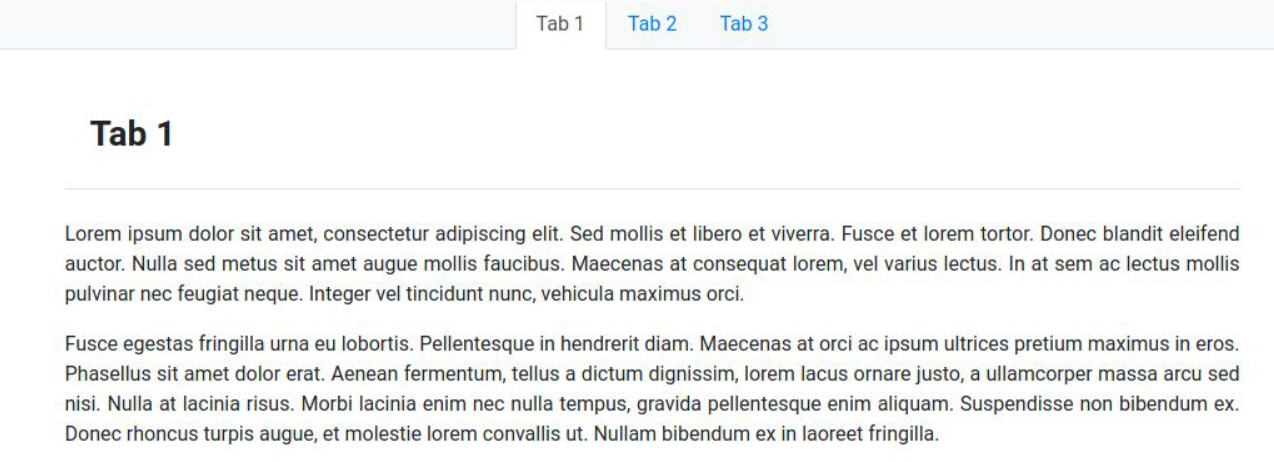 Tab 1 Tab 2 Tab 3
Tab 1
Lorem ipsum dolor sit amet, consectetur adipiscing elit. Sed mollis et libero et viverra. Fusce et lorem tortor. Donec blandit eleifend
auctor. Nulla sed metus sit amet augue mollis faucibus. Maecenas at consequat lorem, vel varius lectus. In at sem ac lectus mollis
pulvinar nec feugiat neque. Integer vel tincidunt nunc, vehicula maximus orci.
Fusce egestas fringilla urna eu lobortis. Pellentesque in hendrerit diam. Maecenas at orci ac ipsum ultrices pretium maximus in eros.
Phasellus sit amet dolor erat. Aenean fermentum, tellus a dictum dignissim, lorem lacus ornare justo, a ullamcorper massa arcu sed
nisi. Nulla at lacinia risus. Morbi lacinia enim nec nulla tempus, gravida pellentesque enim aliquam. Suspendisse non bibendum ex.
Donec rhoncus turpis augue, et molestie lorem convallis ut. Nullam bibendum ex in laoreet fringilla.